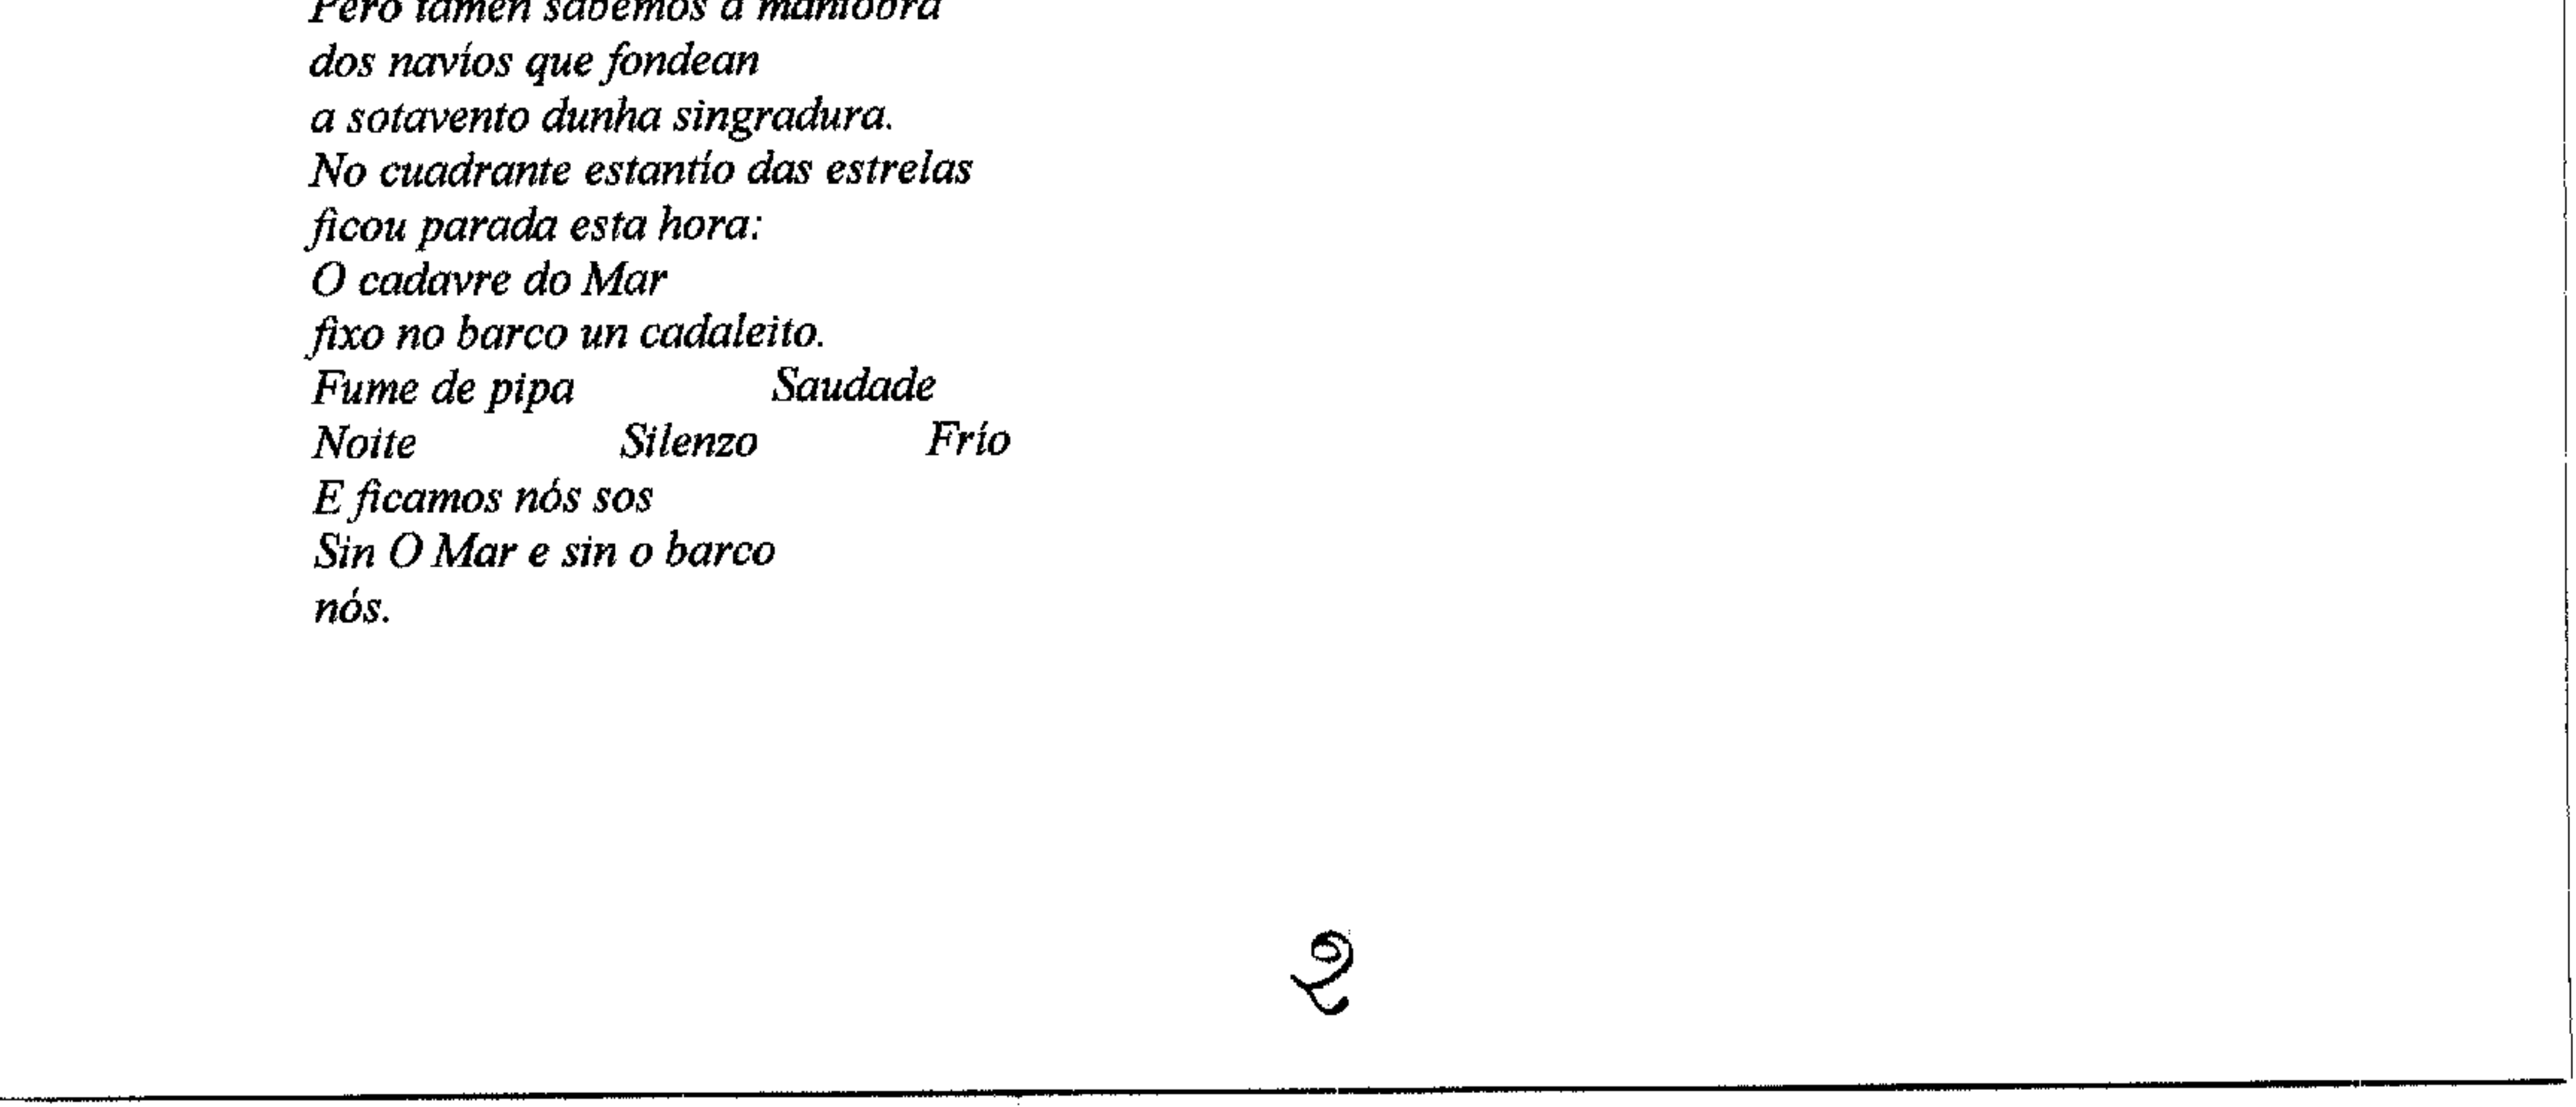 Pero tamén sabemos a maniobra
dos navíos que fondean
a sotavento dunha singradura.
No cuadrante estantío das estrelas
ficou parada esta hora:
O cadavre do Mar
fixo no barco un cadaleito.
Fume de pipa Saudade
Noite Silenzo Frío
E ficamos nós sos
Sin O Mar e sin o barco
nós.
2